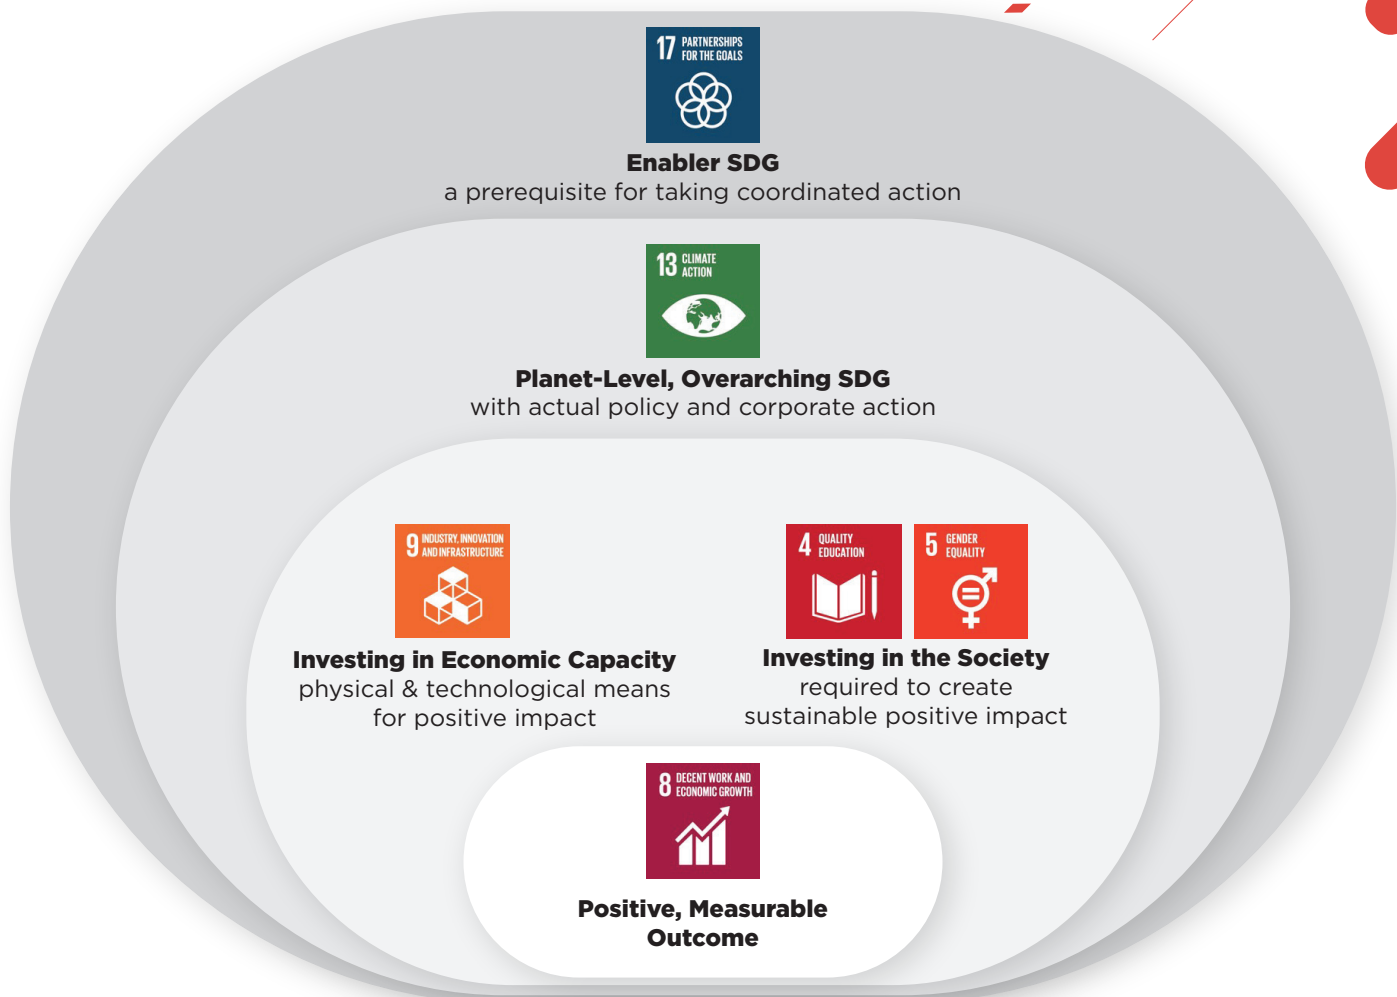 17 PARTNERSHIPS
FOR THE GOALS
Enabler SDG
a prerequisite for taking coordinated action
13 CLIMATE
ACTION
Planet-Level, Overarching SDG
with actual policy and corporate action
9 INDUSTRY, INNOVATION
AND INFRASTRUCTURE
Investing in Economic Capacity
physical & technological means
for positive impact
4 QUALITY
EDUCATION
5 GENDER
EQUALITY
Investing in the Society
required to create
sustainable positive impact
8 DECENT WORK AND
ECONOMIC GROWTH
Positive, Measurable
Outcome